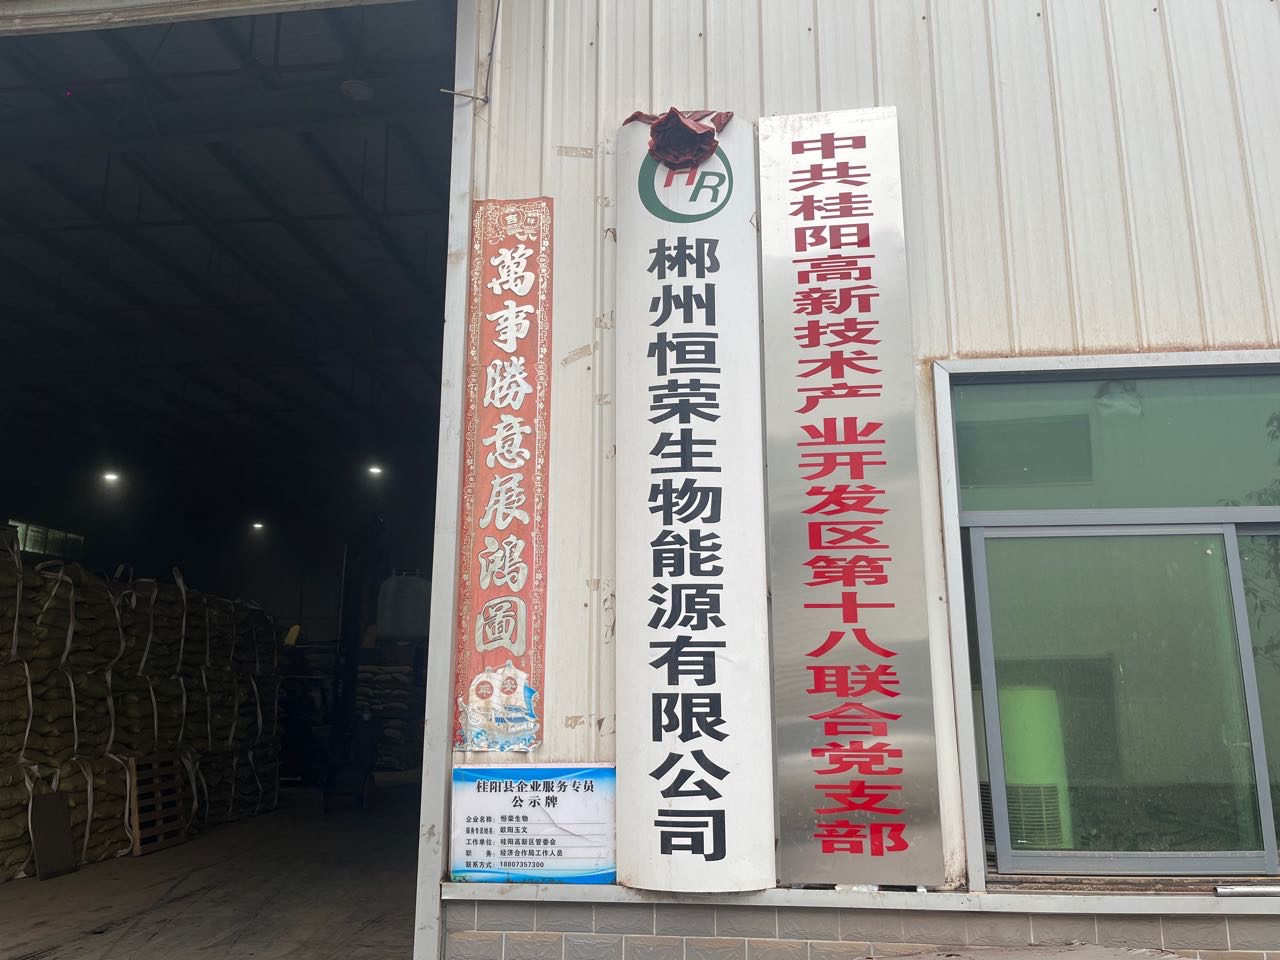 吉祥
萬事勝意展鴻圖
平安
桂阳县企业服务专员
公示牌
企业名称：恒荣生物
服务专员姓名：欧阳玉文
工作单位：桂阳高新区管委会
职务：经济合作局工作人员
联系方式：18807357300
HR
郴州恒荣生物能源有限公司
中共桂阳高新技术产业开发区第十八联合党支部